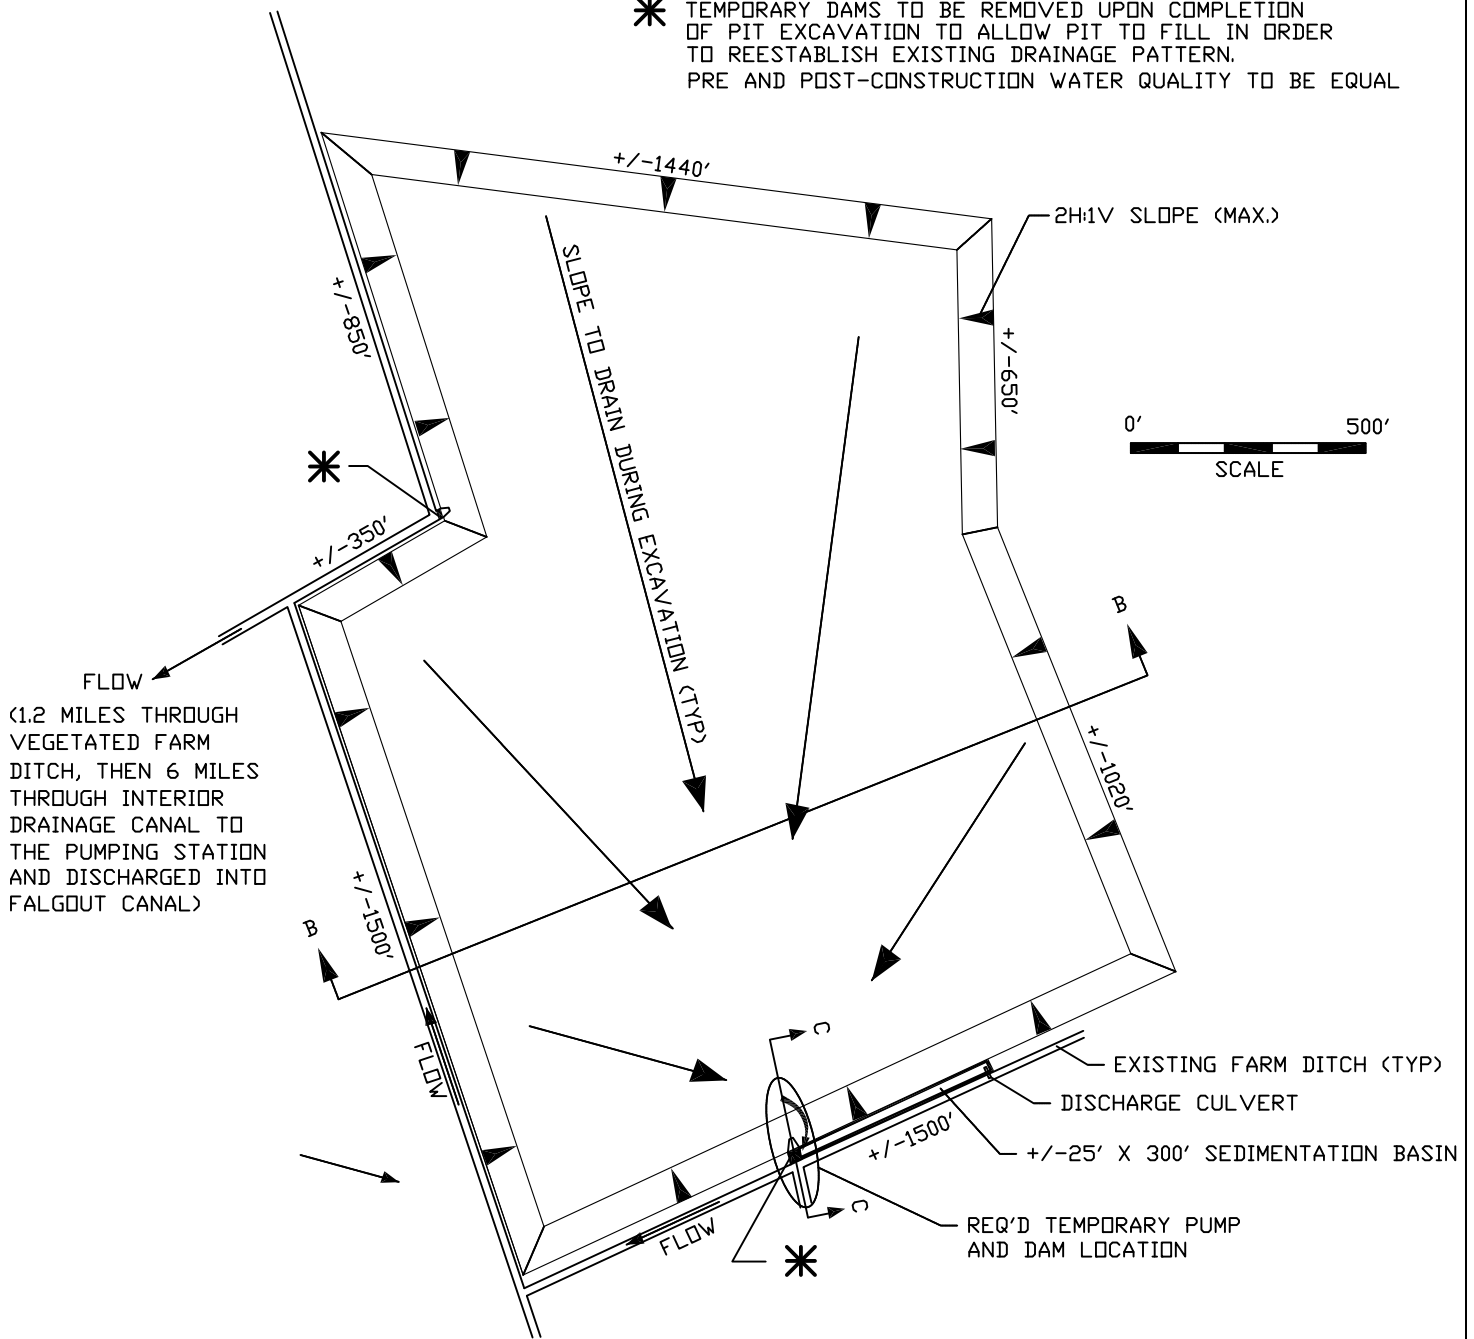 TEMPORARY DAMS TO BE REMOVED UPON COMPLETION
OF PIT EXCAVATION TO ALLOW PIT TO FILL IN ORDER
TO REESTABLISH EXISTING DRAINAGE PATTERN.
PRE AND POST-CONSTRUCTION WATER QUALITY TO BE EQUAL
+/-1440'
2H:1V SLOPE (MAX.)
SLOPE TO DRAIN DURING EXCAVATION (TYP)
+/-850'
+/-650'
0'
500'
SCALE
+/-350'
B
FLOW
(1.2 MILES THROUGH
VEGETATED FARM
DITCH, THEN 6 MILES
THROUGH INTERIOR
DRAINAGE CANAL TO
THE PUMPING STATION
AND DISCHARGED INTO
FALGOUT CANAL)
+/-1020'
+/-1500'
B
C
FLOW
EXISTING FARM DITCH (TYP)
DISCHARGE CULVERT
+/-1500'
+/-25' X 300' SEDIMENTATION BASIN
C
FLOW
REQ'D TEMPORARY PUMP
AND DAM LOCATION